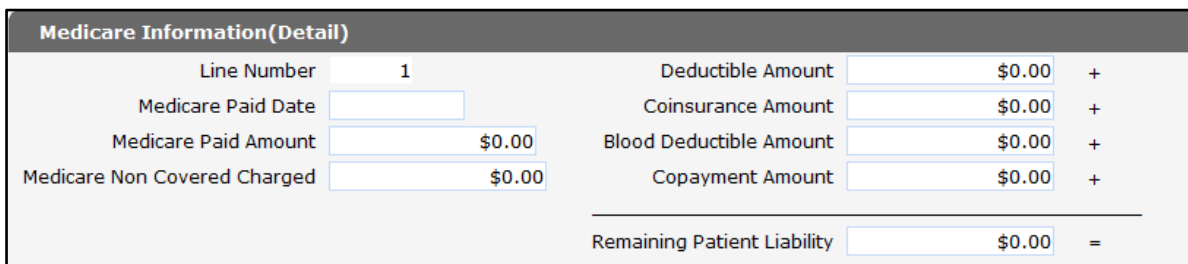 Medicare Information(Detail)
Line Number 1 Deductible Amount $0.00 +
Medicare Paid Date Coinsurance Amount $0.00 +
Medicare Paid Amount $0.00 Blood Deductible Amount $0.00 +
Medicare Non Covered Charged $0.00 Copayment Amount $0.00 +
Remaining Patient Liability $0.00 =